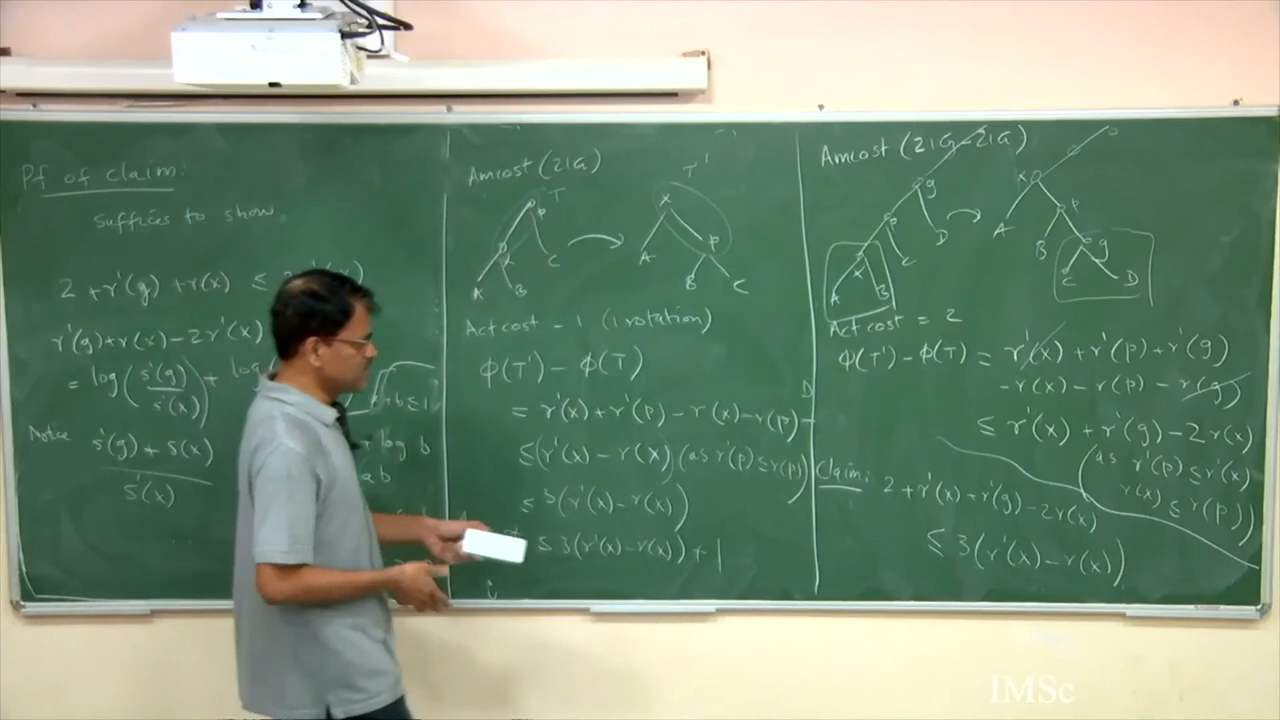 Pf of claim:
Suffices to show
2 + r'(g) + r(x) ≤
r'(g) + r(x) - 2r'(x)
= log(s'(g)/s'(x)) + log
Notice s'(g) + s(x)
s'(x)
+b ≤ 1
+ log b
ab
Amcost (ZIG)
T T'
p x
x p
C A
A B B C
Act cost - 1 (1 rotation)
Φ(T') - Φ(T)
= r'(x) + r'(p) - r(x) - r(p)
≤ (r'(x) - r(x)) (as r'(p) ≤ r(p))
≤ 3(r'(x) - r(x))
≤ 3(r'(x) - r(x)) + 1
Amcost (ZIG-ZIG)
g x
p p
D A
x C B g
A B C D
Act cost = 2
Φ(T') - Φ(T) = r'(x) + r'(p) + r'(g)
- r(x) - r(p) - r(g)
≤ r'(x) + r'(g) - 2r(x)
(as r'(p) ≤ r'(x)
r(x) ≤ r(p))
Claim: 2 + r'(x) + r'(g) - 2r(x)
≤ 3(r'(x) - r(x))
IMSc